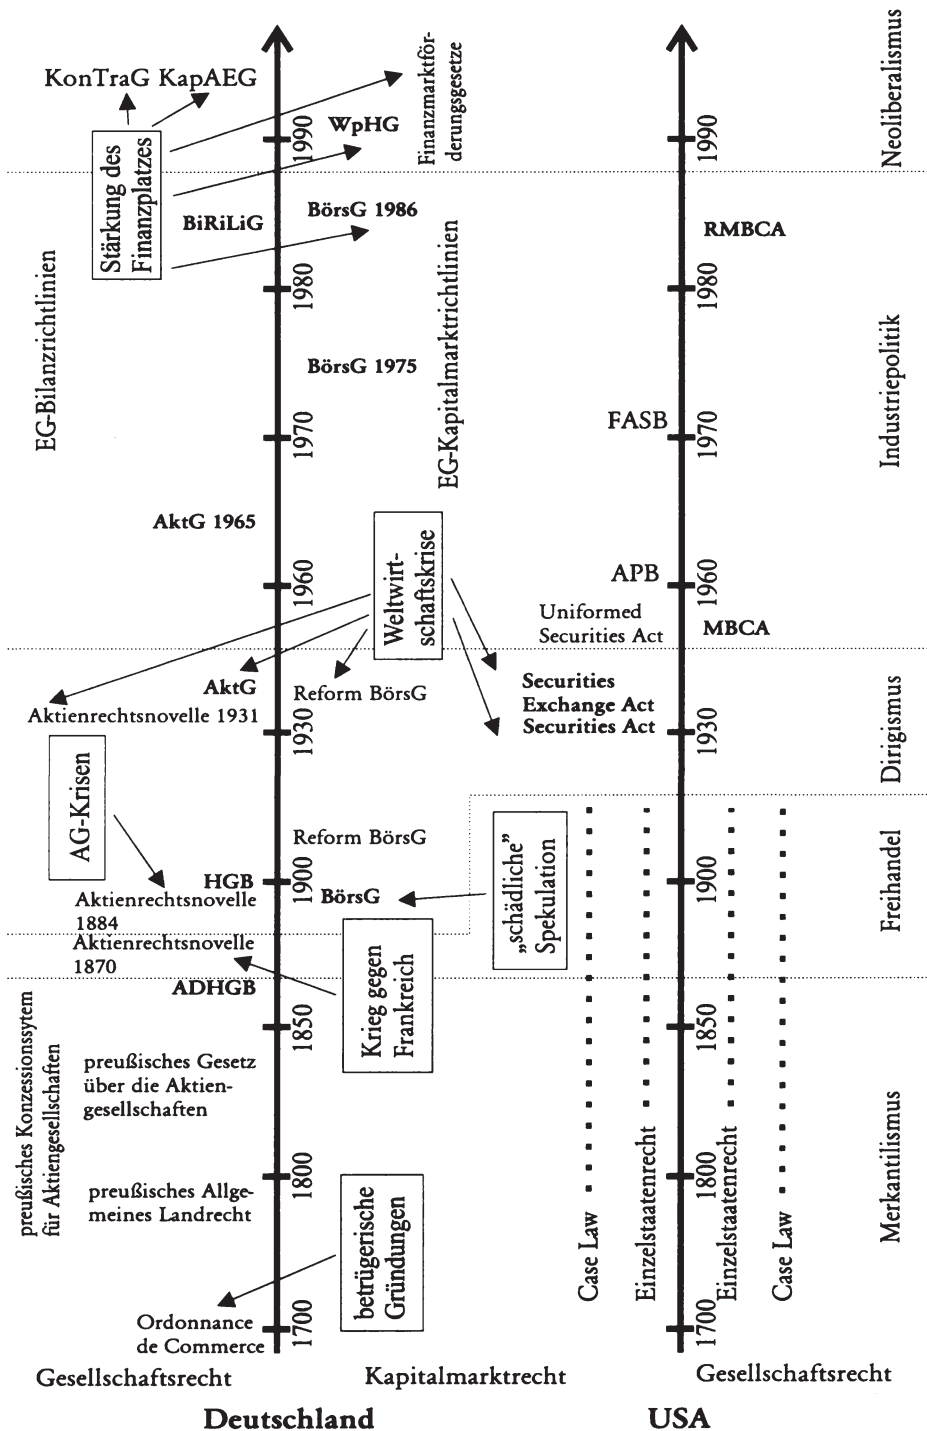 KonTraG KapAEG
Finanzmarktför-
derungsgesetze
Neoliberalismus
WpHG
1990
1990
Stärkung des
Finanzplatzes
BiRiLiG
BörsG 1986
RMBCA
EG-Bilanzrichtlinien
EG-Kapitalmarktrichtlinien
1980
1980
Industriepolitik
BörsG 1975
FASB
1970
1970
AktG 1965
Weltwirt-
schaftskrise
APB
1960
1960
Uniformed
Securities Act
MBCA
AktG
Reform BörsG
Securities
Exchange Act
Securities Act
Aktienrechtsnovelle 1931
1930
1930
Dirigismus
AG-Krisen
Reform BörsG
„schädliche”
Spekulation
Freihandel
HGB
1900
BörsG
1900
Aktienrechtsnovelle
1884
Aktienrechtsnovelle
1870
Krieg gegen
Frankreich
ADHGB
preußisches Konzessionssytem
für Aktiengesellschaften
1850
1850
preußisches Gesetz
über die Aktien-
gesellschaften
Merkantilismus
preußisches Allge-
meines Landrecht
1800
1800
betrügerische
Gründungen
Case Law
Einzelstaatenrecht
Einzelstaatenrecht
Case Law
Ordonnance
de Commerce
1700
1700
Gesellschaftsrecht
Kapitalmarktrecht
Gesellschaftsrecht
Deutschland
USA